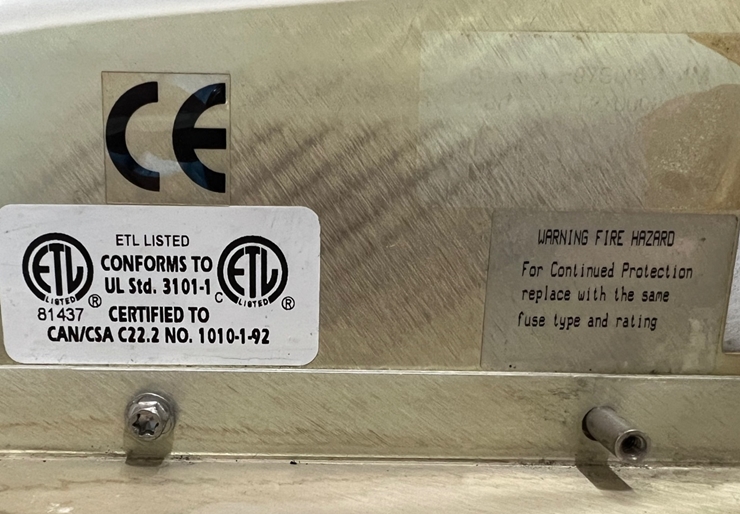 CE
ETL LISTED
CONFORMS TO
UL Std. 3101-1
ETL
LISTED
®
81437
C
ETL
LISTED
®
CERTIFIED TO
CAN/CSA C22.2 NO. 1010-1-92
WARNING FIRE HAZARD
For Continued Protection
replace with the same
fuse type and rating